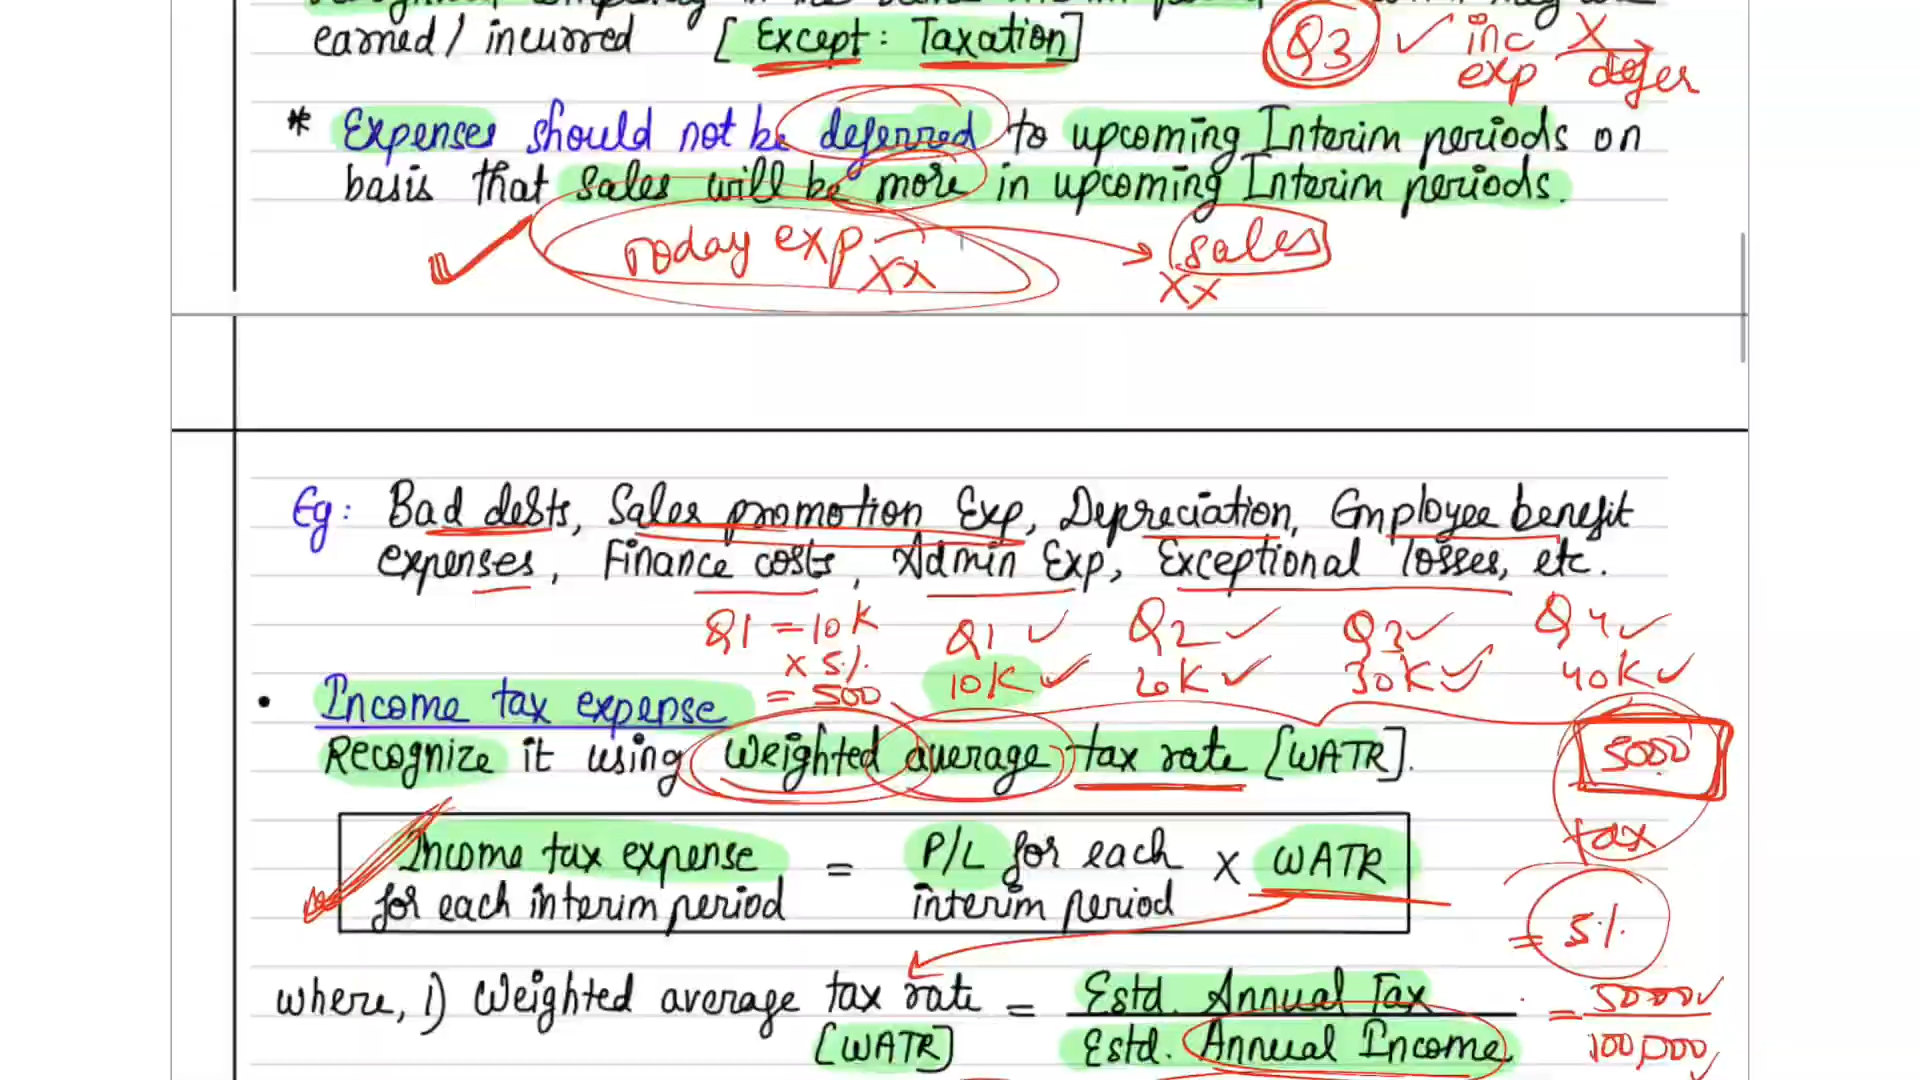 earned/ incurred [Except: Taxation]
Q3 ✓ inc X
exp defer
* Expenses should not be deferred to upcoming Interim periods on
basis that sales will be more in upcoming Interim periods.
Today exp → sales
XX XX
Eg: Bad debts, Sales promotion Exp, Depreciation, Employee benefit
expenses, Finance costs, Admin Exp, Exceptional losses, etc.
Q1 = 10K Q1 ✓ Q2 ✓ Q3 ✓ Q4 ✓
x 5% 10K ✓ 20K ✓ 30K ✓ 40K ✓
= 500
• Income tax expense
Recognize it using Weighted average tax rate [WATR].
5000
tax
Income tax expense = P/L for each x WATR
for each interim period interim period
= 5%
where, i) Weighted average tax rate = Estd. Annual Tax = 5000 ✓
[WATR] Estd. Annual Income 100,000